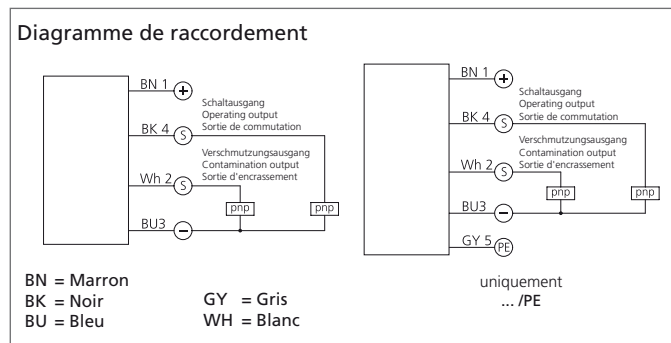 Diagramme de raccordement
BN 1 +
Schaltausgang
Operating output
Sortie de commutation
BK 4 S
Verschmutzungsausgang
Contamination output
Sortie d'encrassement
Wh 2 S
pnp pnp
BU3 −
BN 1 +
Schaltausgang
Operating output
Sortie de commutation
BK 4 S
Verschmutzungsausgang
Contamination output
Sortie d'encrassement
Wh 2 S
pnp pnp
BU3 −
GY 5 PE
uniquement
... /PE
BN = Marron
BK = Noir
BU = Bleu
GY = Gris
WH = Blanc